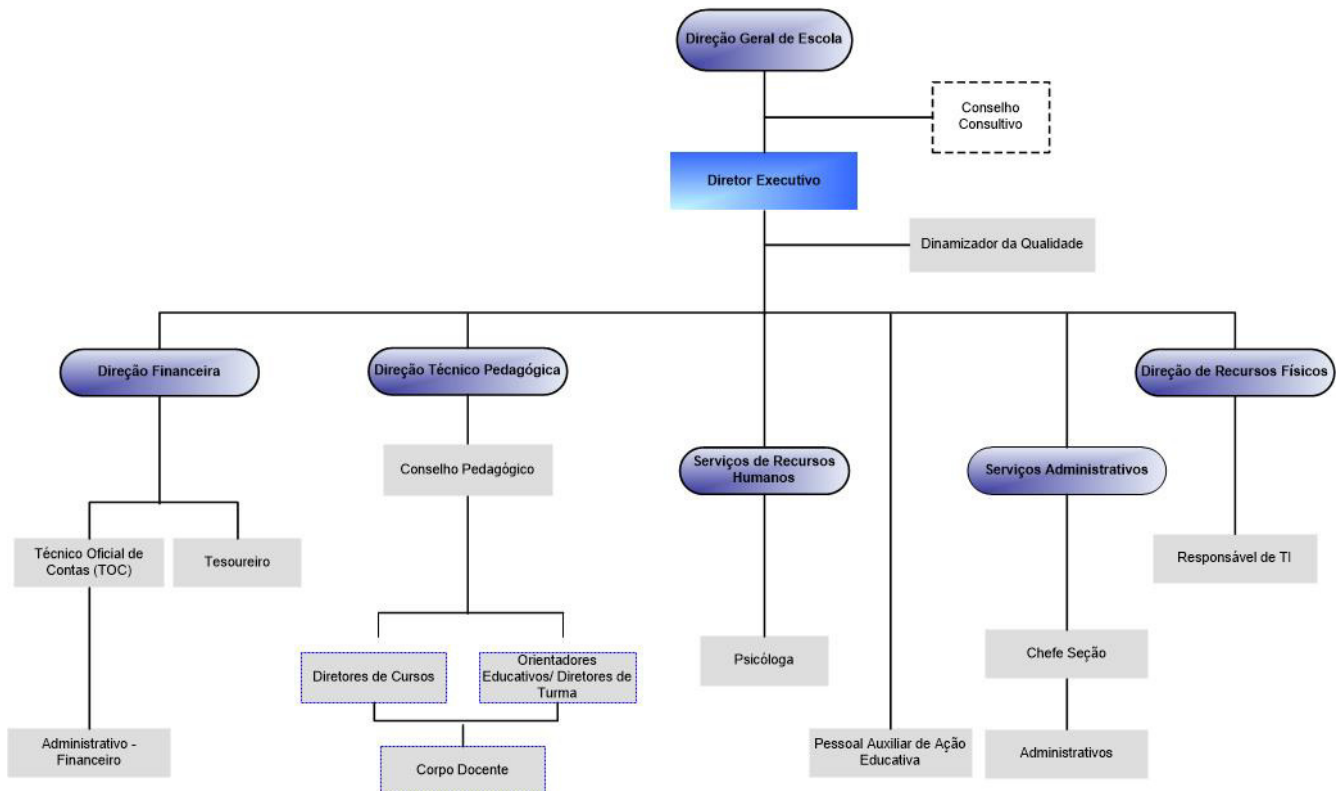 Direção Geral de Escola
Conselho
Consultivo
Diretor Executivo
Dinamizador da Qualidade
Direção Financeira
Direção Técnico Pedagógica
Direção de Recursos Físicos
Conselho Pedagógico
Serviços de Recursos
Humanos
Serviços Administrativos
Técnico Oficial de
Contas (TOC)
Tesoureiro
Responsável de TI
Diretores de Cursos
Orientadores
Educativos/ Diretores de
Turma
Psicóloga
Chefe Seção
Administrativo -
Financeiro
Corpo Docente
Pessoal Auxiliar de Ação
Educativa
Administrativos